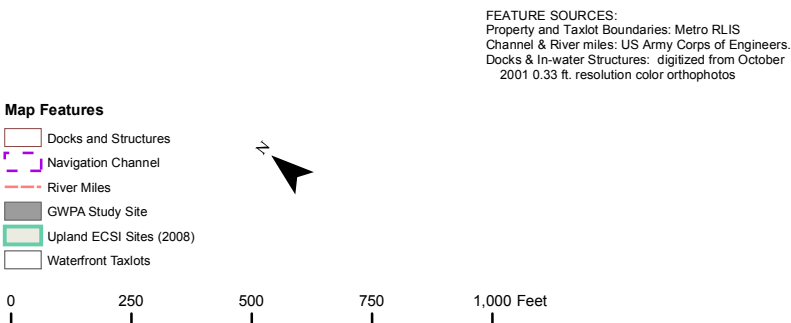 FEATURE SOURCES:
Property and Taxlot Boundaries: Metro RLIS
Channel & River miles: US Army Corps of Engineers.
Docks & In-water Structures: digitized from October
2001 0.33 ft. resolution color orthophotos
Map Features
Docks and Structures
Navigation Channel
River Miles
GWPA Study Site
Upland ECSI Sites (2008)
Waterfront Taxlots
N
0 250 500 750 1,000 Feet